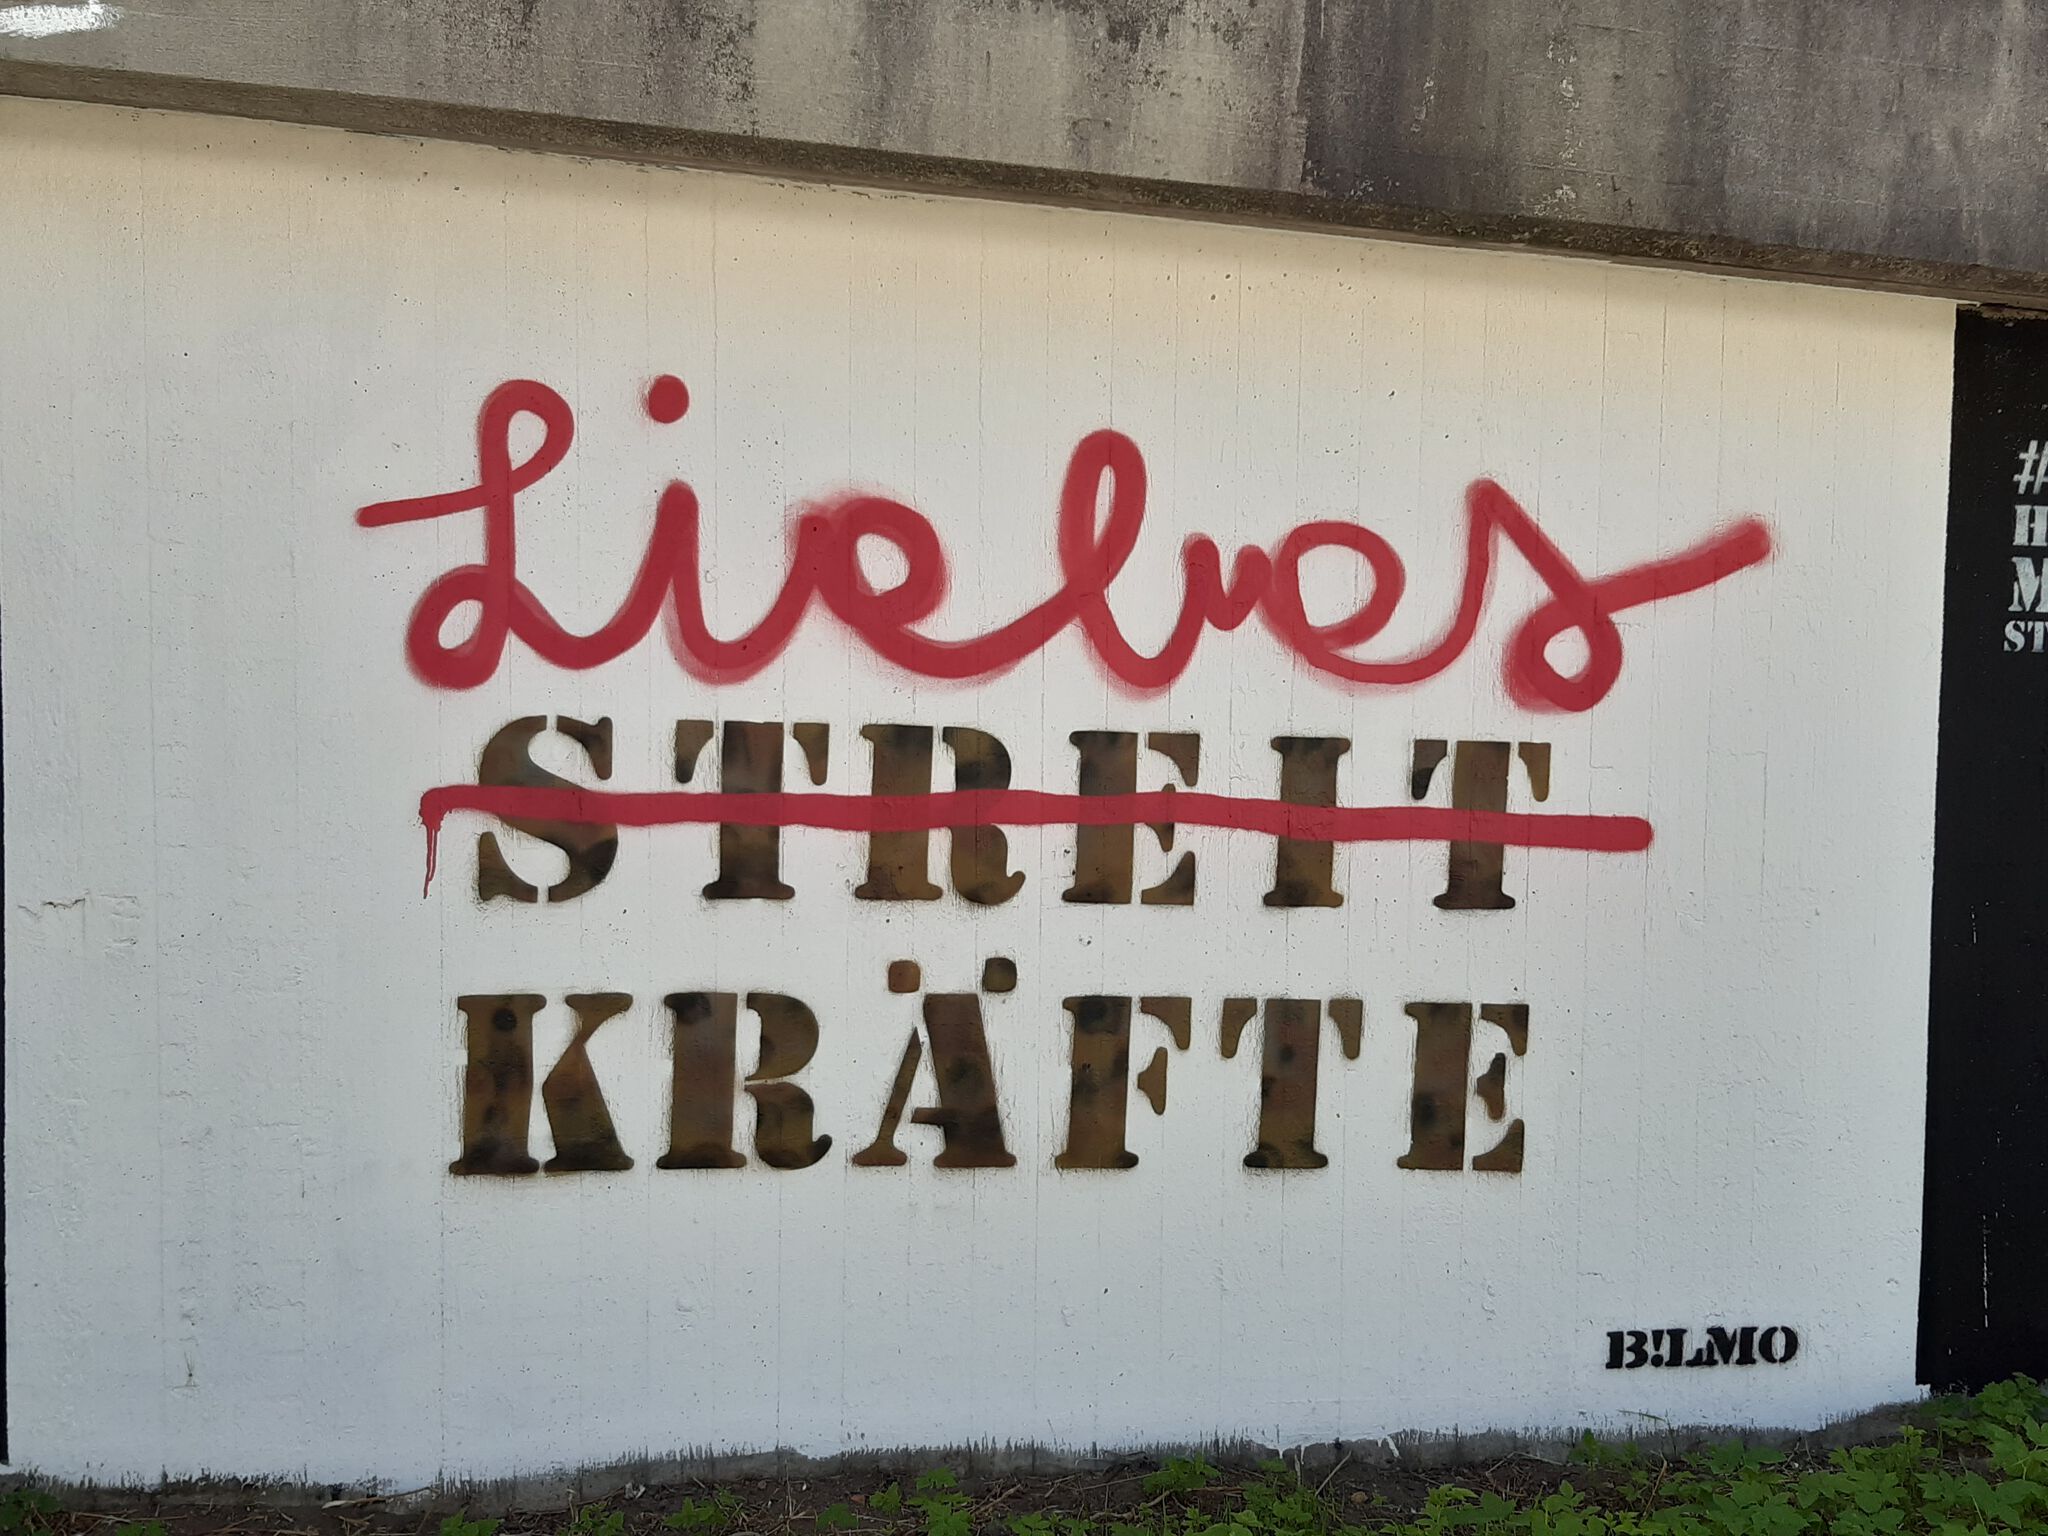 Liebes
STREIT
KRÄFTE
B!LMO